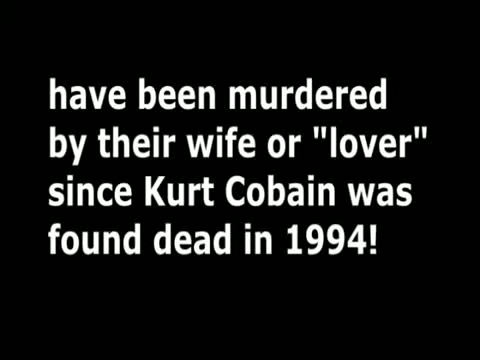 have been murdered
by their wife or "lover"
since Kurt Cobain was
found dead in 1994!